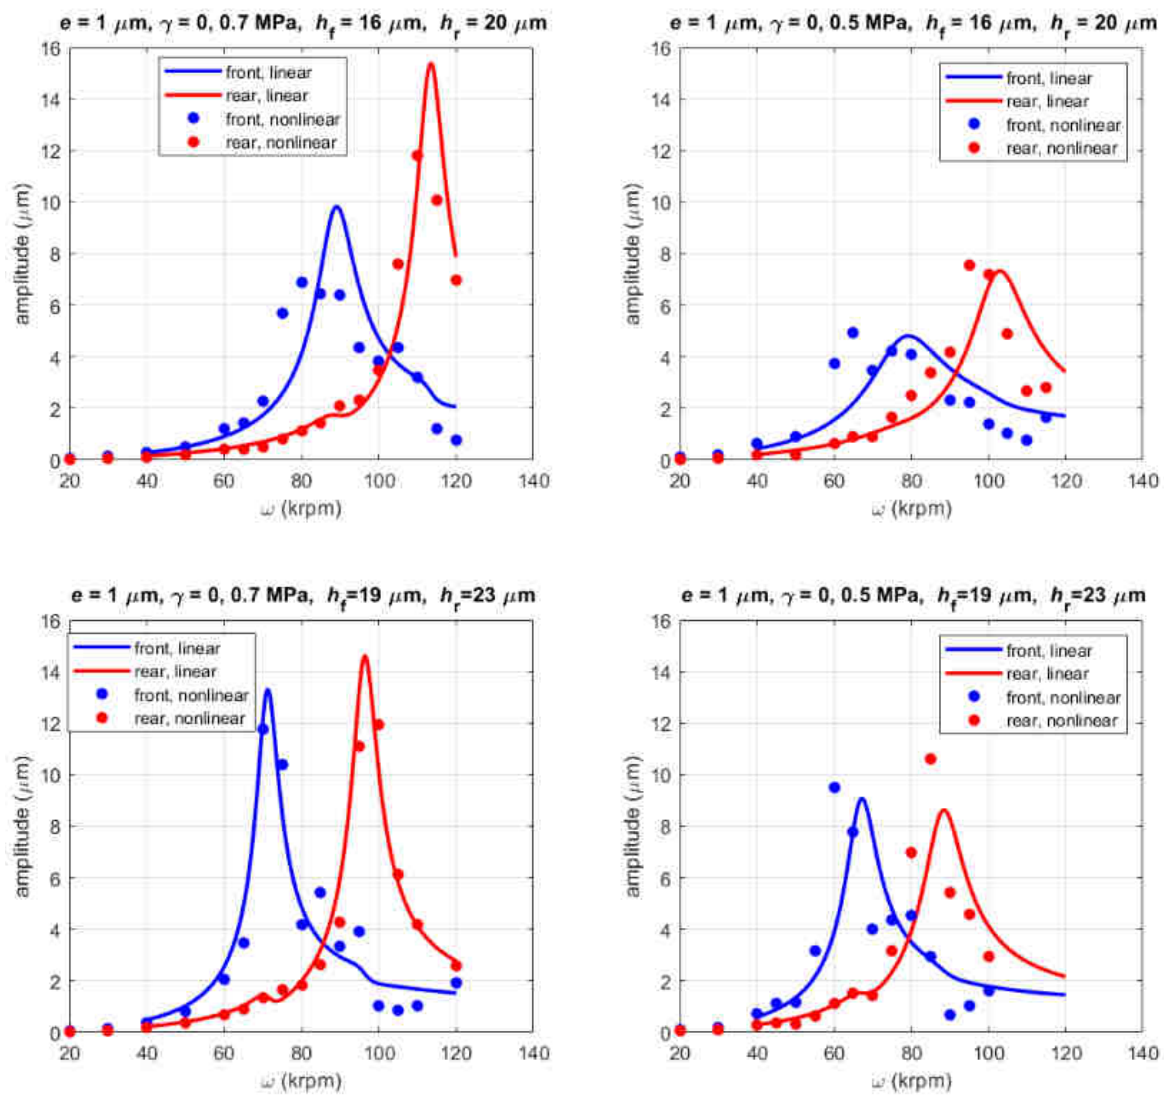 e = 1 μm, γ = 0, 0.7 MPa, h_f = 16 μm, h_r = 20 μm
16
14
12
10
8
6
4
2
0
amplitude (μm)
front, linear
rear, linear
front, nonlinear
rear, nonlinear
20 40 60 80 100 120 140
ω (krpm)
e = 1 μm, γ = 0, 0.5 MPa, h_f = 16 μm, h_r = 20 μm
16
14
12
10
8
6
4
2
0
amplitude (μm)
front, linear
rear, linear
front, nonlinear
rear, nonlinear
20 40 60 80 100 120 140
ω (krpm)
e = 1 μm, γ = 0, 0.7 MPa, h_f=19 μm, h_r=23 μm
16
14
12
10
8
6
4
2
0
amplitude (μm)
front, linear
rear, linear
front, nonlinear
rear, nonlinear
20 40 60 80 100 120 140
ω (krpm)
e = 1 μm, γ = 0, 0.5 MPa, h_f=19 μm, h_r=23 μm
16
14
12
10
8
6
4
2
0
amplitude (μm)
front, linear
rear, linear
front, nonlinear
rear, nonlinear
20 40 60 80 100 120 140
ω (krpm)